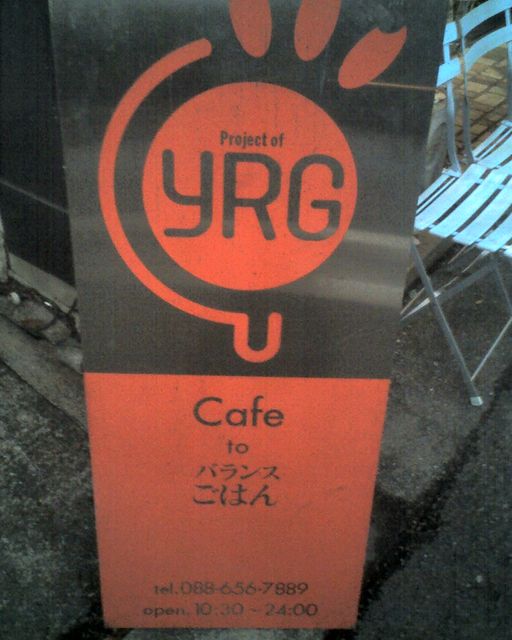 Project of
YRG
Cafe
to
バランス
ごはん
tel.088-656-7889
open.10:30~24:00